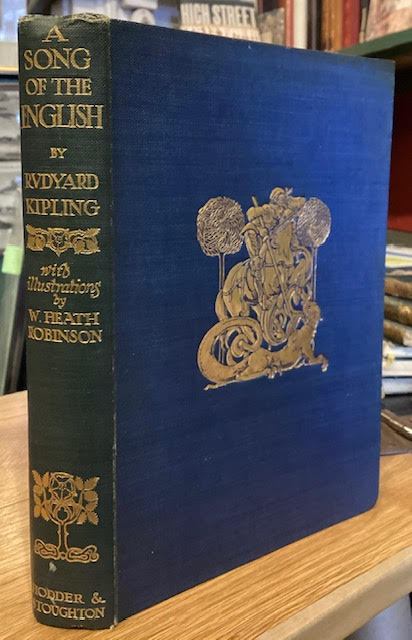 A
SONG
OF THE
ENGLISH
BY
RVDYARD
KIPLING
with
illustrations
by
W. HEATH
ROBINSON
HODDER &
STOUGHTON
HIGH STREET